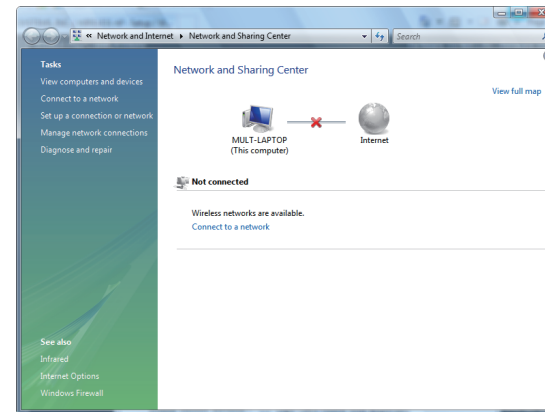 « Network and Internet ▸ Network and Sharing Center
Search
Tasks
View computers and devices
Connect to a network
Set up a connection or network
Manage network connections
Diagnose and repair
See also
Infrared
Internet Options
Windows Firewall
Network and Sharing Center
View full map
MULT-LAPTOP
(This computer)
Internet
Not connected
Wireless networks are available.
Connect to a network